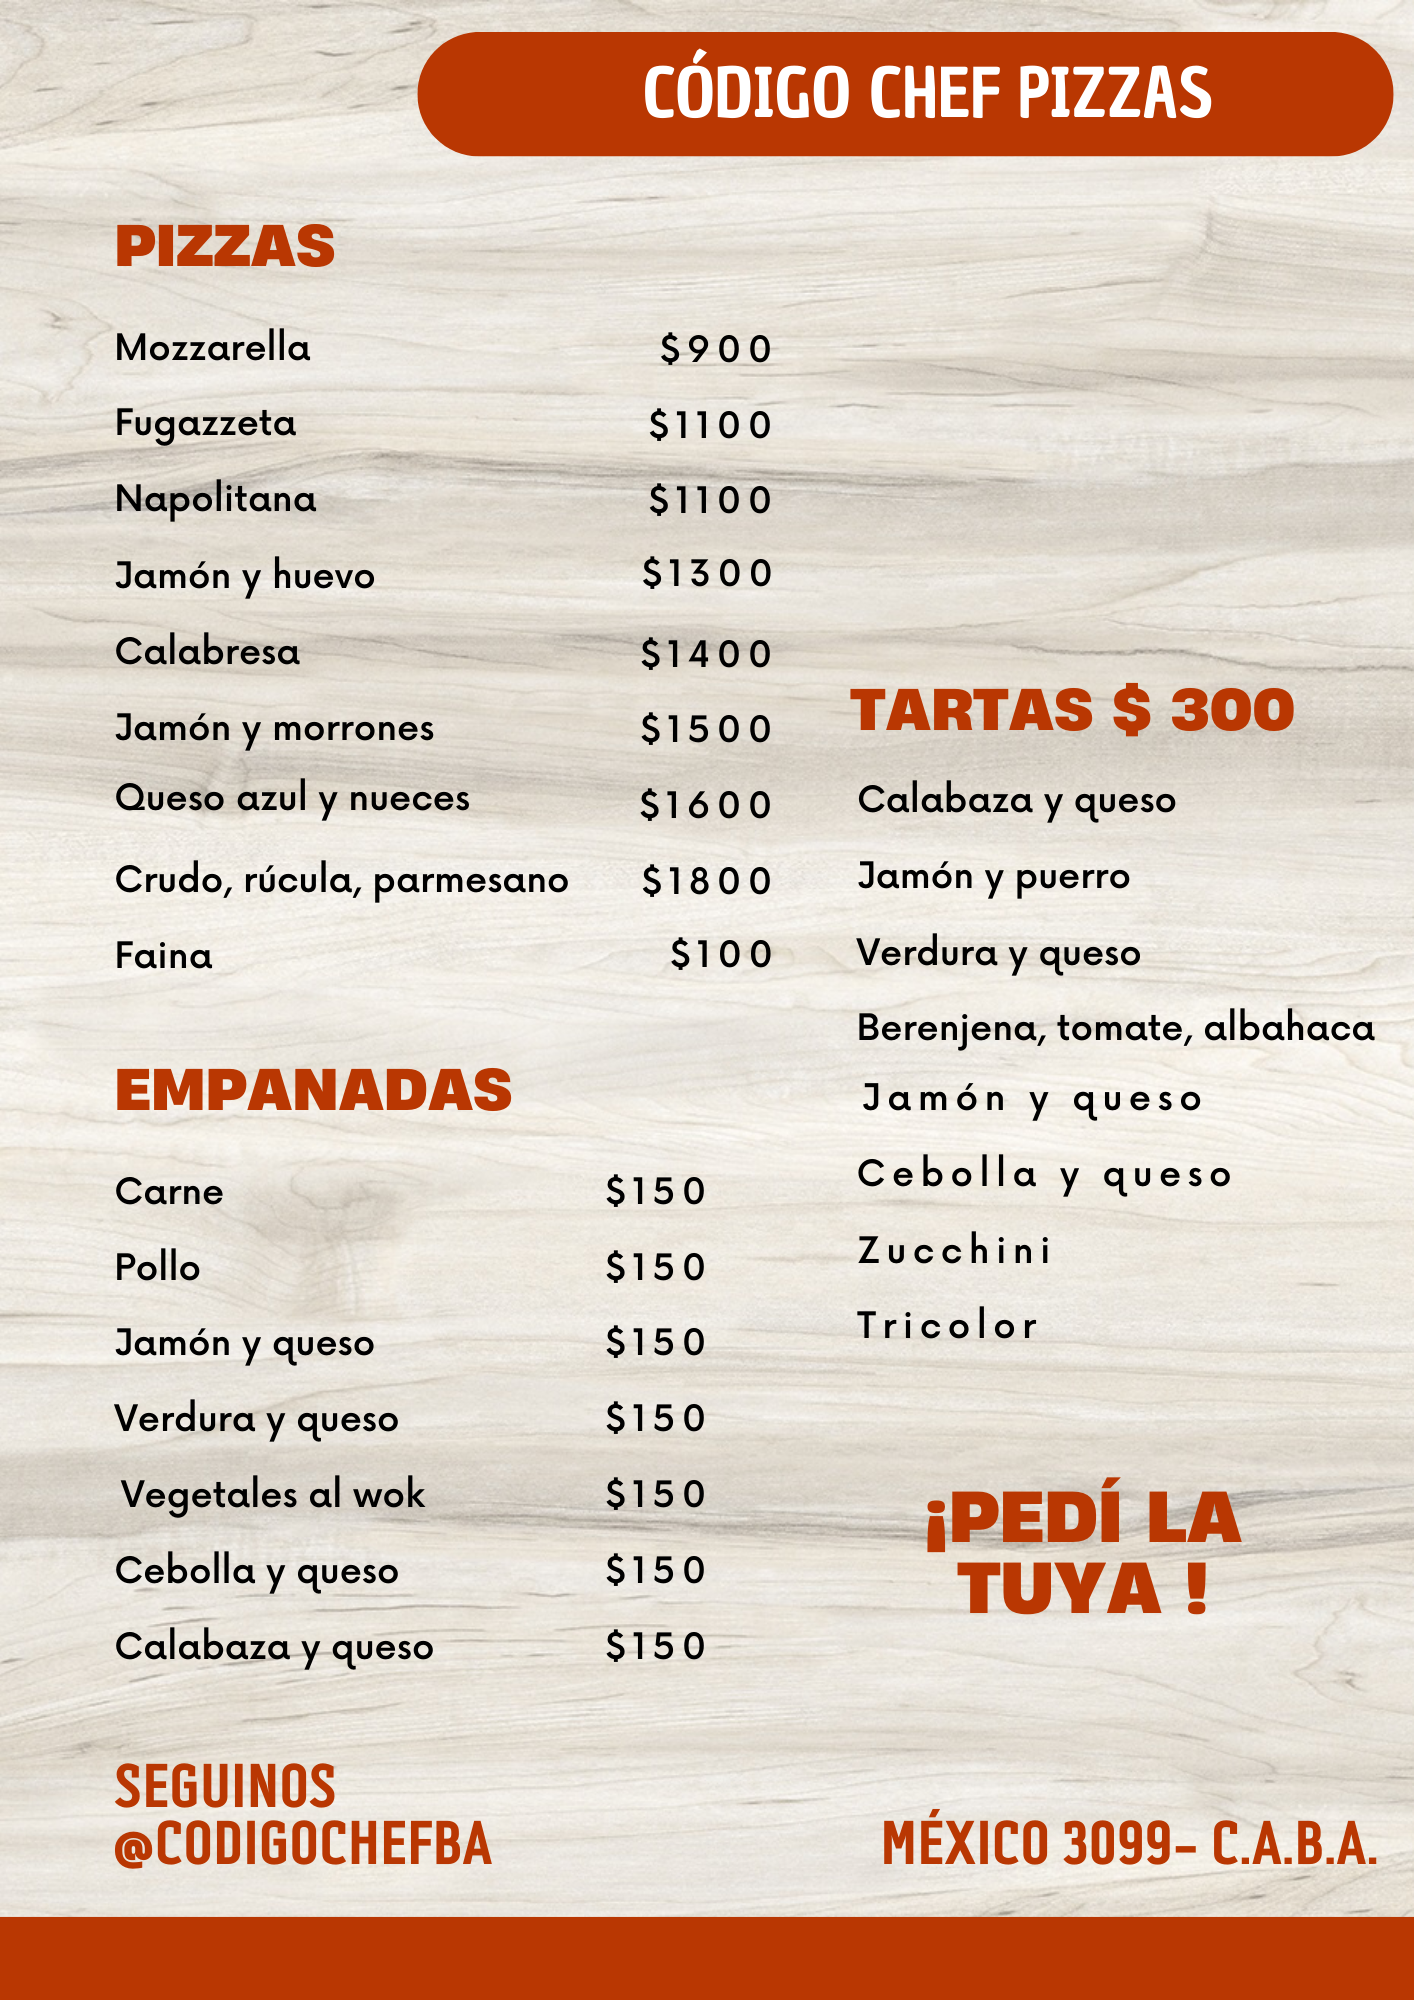 CÓDIGO CHEF PIZZAS
PIZZAS
Mozzarella $900
Fugazzeta $1100
Napolitana $1100
Jamón y huevo $1300
Calabresa $1400
Jamón y morrones $1500
Queso azul y nueces $1600
Crudo, rúcula, parmesano $1800
Faina $100
EMPANADAS
Carne $150
Pollo $150
Jamón y queso $150
Verdura y queso $150
Vegetales al wok $150
Cebolla y queso $150
Calabaza y queso $150
TARTAS $ 300
Calabaza y queso
Jamón y puerro
Verdura y queso
Berenjena, tomate, albahaca
Jamón y queso
Cebolla y queso
Zucchini
Tricolor
¡PEDÍ LA
TUYA !
SEGUINOS
@CODIGOCHEFBA
MÉXICO 3099- C.A.B.A.